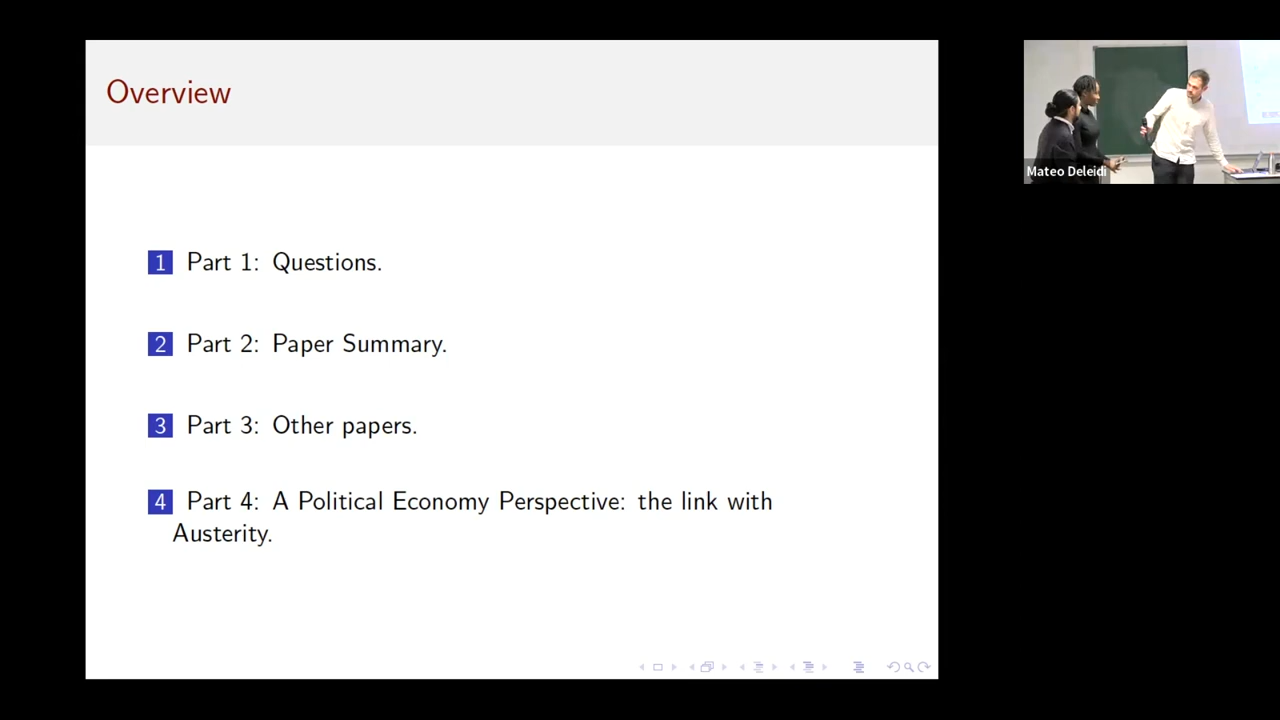 Overview
1 Part 1: Questions.
2 Part 2: Paper Summary.
3 Part 3: Other papers.
4 Part 4: A Political Economy Perspective: the link with
Austerity.
Mateo Deleidi